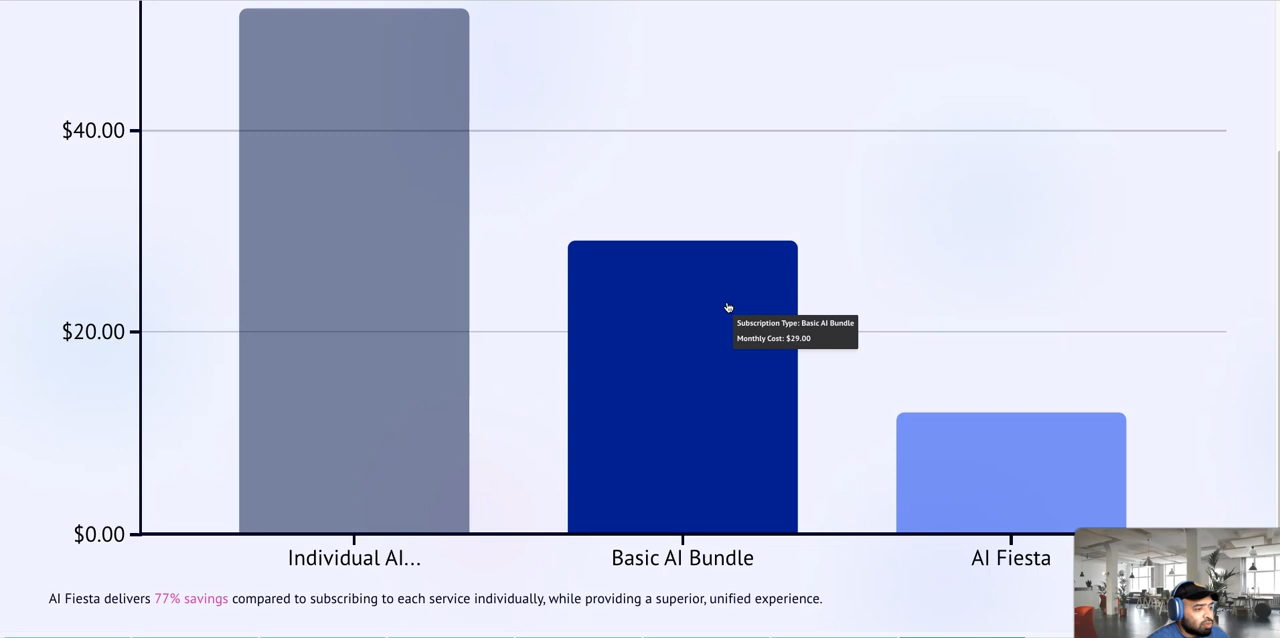 $40.00
$20.00
Subscription Type: Basic AI Bundle
Monthly Cost: $29.00
$0.00
Individual AI...
Basic AI Bundle
AI Fiesta
AI Fiesta delivers 77% savings compared to subscribing to each service individually, while providing a superior, unified experience.